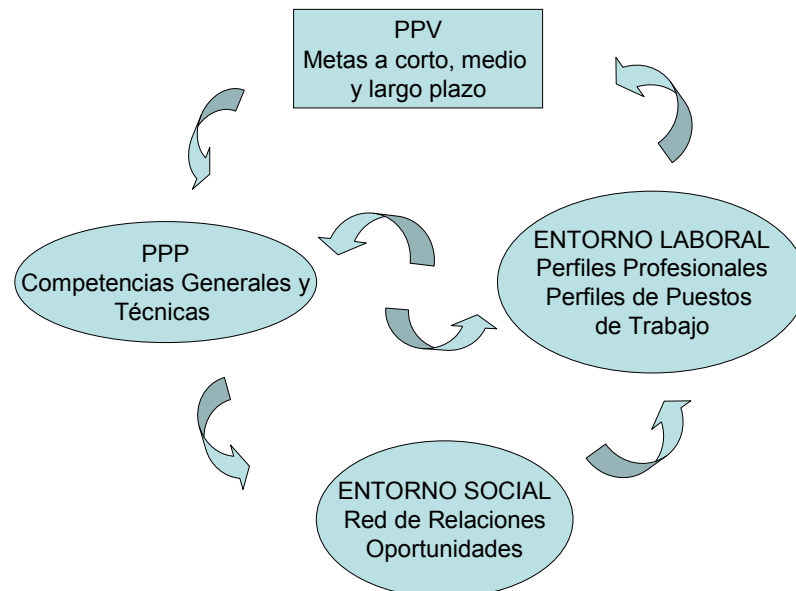 PPV
Metas a corto, medio
y largo plazo
PPP
Competencias Generales y
Técnicas
ENTORNO LABORAL
Perfiles Profesionales
Perfiles de Puestos
de Trabajo
ENTORNO SOCIAL
Red de Relaciones
Oportunidades